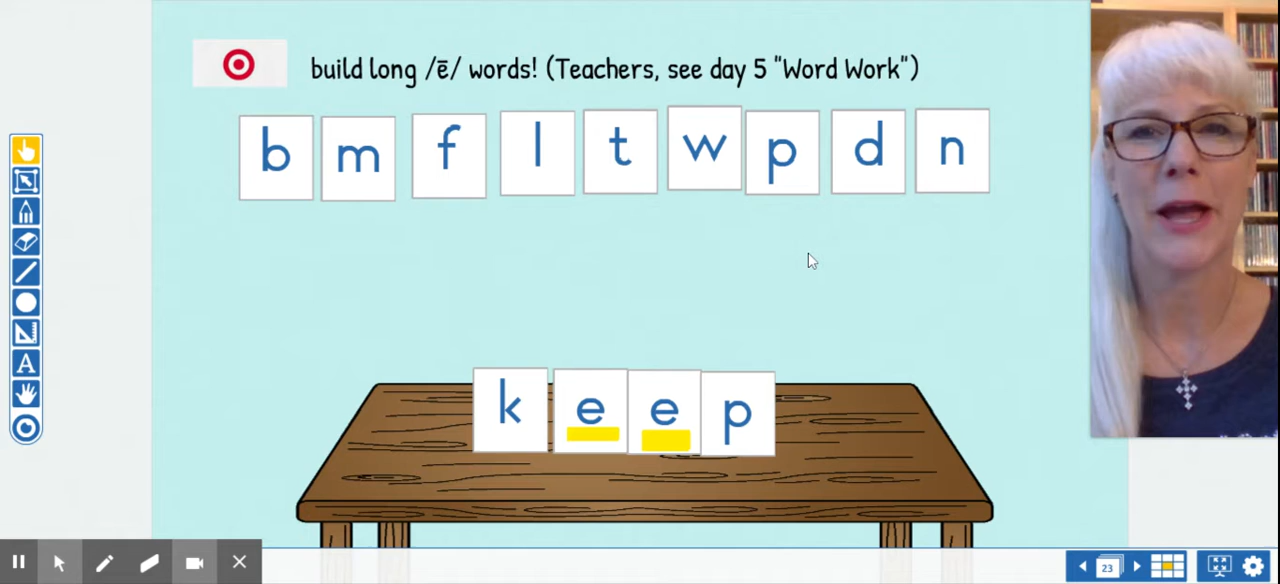 build long /ē/ words! (Teachers, see day 5 "Word Work")
b m f l t w p d n
k e e p
A
23